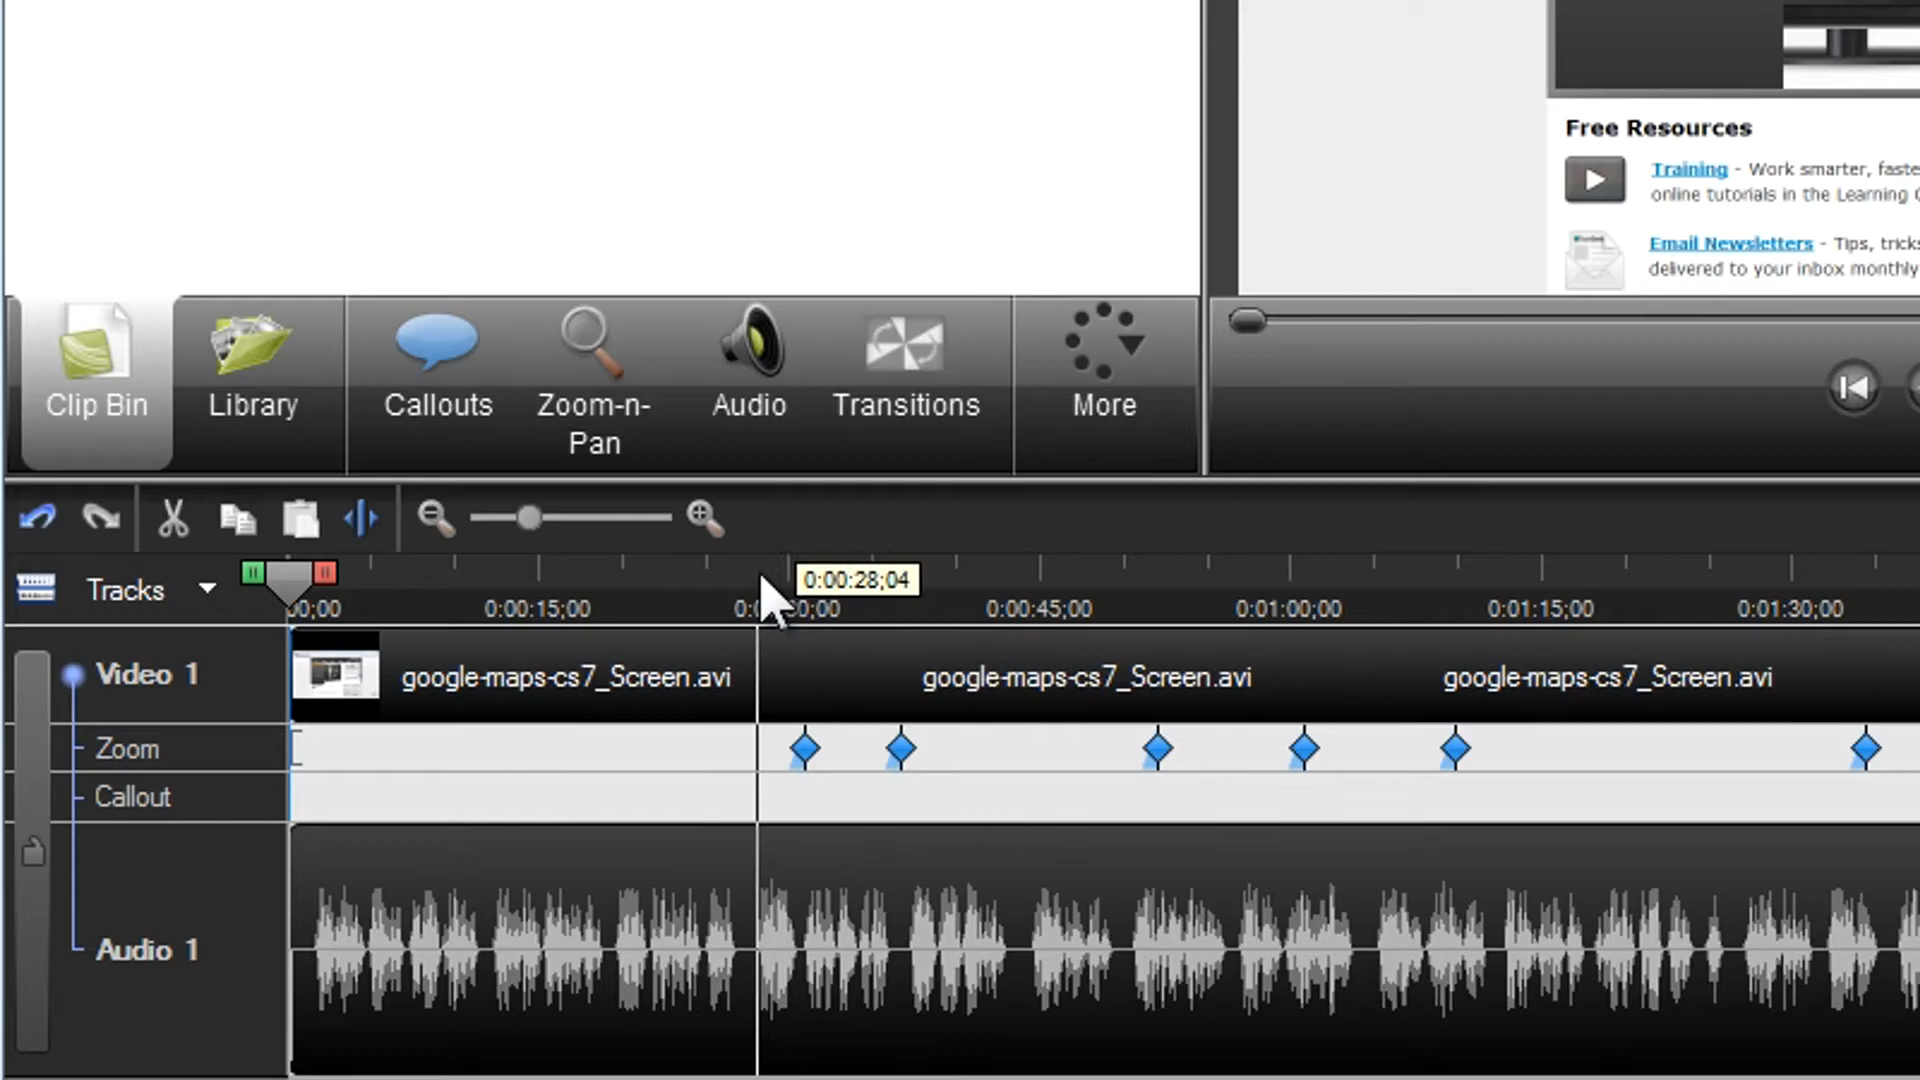 Free Resources
Training - Work smarter, faste
online tutorials in the Learning
Email Newsletters - Tips, tricks
delivered to your inbox monthly
Clip Bin
Library
Callouts
Zoom-n-
Pan
Audio
Transitions
More
Tracks
0:00:28;04
00;00
0:00:15;00
0:00:45;00
0:01:00;00
0:01:15;00
0:01:30;00
Video 1
google-maps-cs7_Screen.avi
google-maps-cs7_Screen.avi
google-maps-cs7_Screen.avi
Zoom
Callout
Audio 1